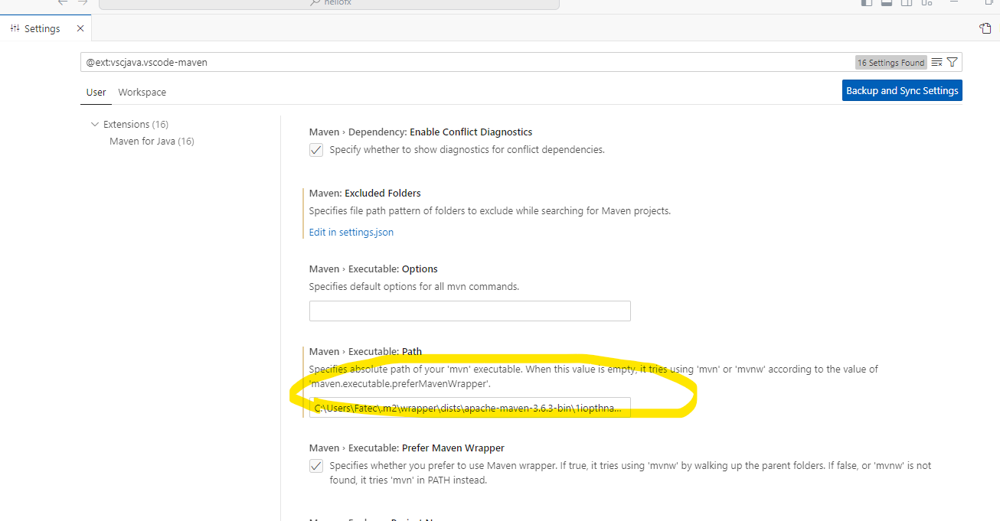 hellofx
Settings
@ext:vscjava.vscode-maven
16 Settings Found
User Workspace
Backup and Sync Settings
Extensions (16)
Maven for Java (16)
Maven › Dependency: Enable Conflict Diagnostics
Specify whether to show diagnostics for conflict dependencies.
Maven: Excluded Folders
Specifies file path pattern of folders to exclude while searching for Maven projects.
Edit in settings.json
Maven › Executable: Options
Specifies default options for all mvn commands.
Maven › Executable: Path
Specifies absolute path of your 'mvn' executable. When this value is empty, it tries using 'mvn' or 'mvnw' according to the value of
'maven.executable.preferMavenWrapper'.
C:\Users\Fatec\.m2\wrapper\dists\apache-maven-3.6.3-bin\1iopthna...
Maven › Executable: Prefer Maven Wrapper
Specifies whether you prefer to use Maven wrapper. If true, it tries using 'mvnw' by walking up the parent folders. If false, or 'mvnw' is not
found, it tries 'mvn' in PATH instead.